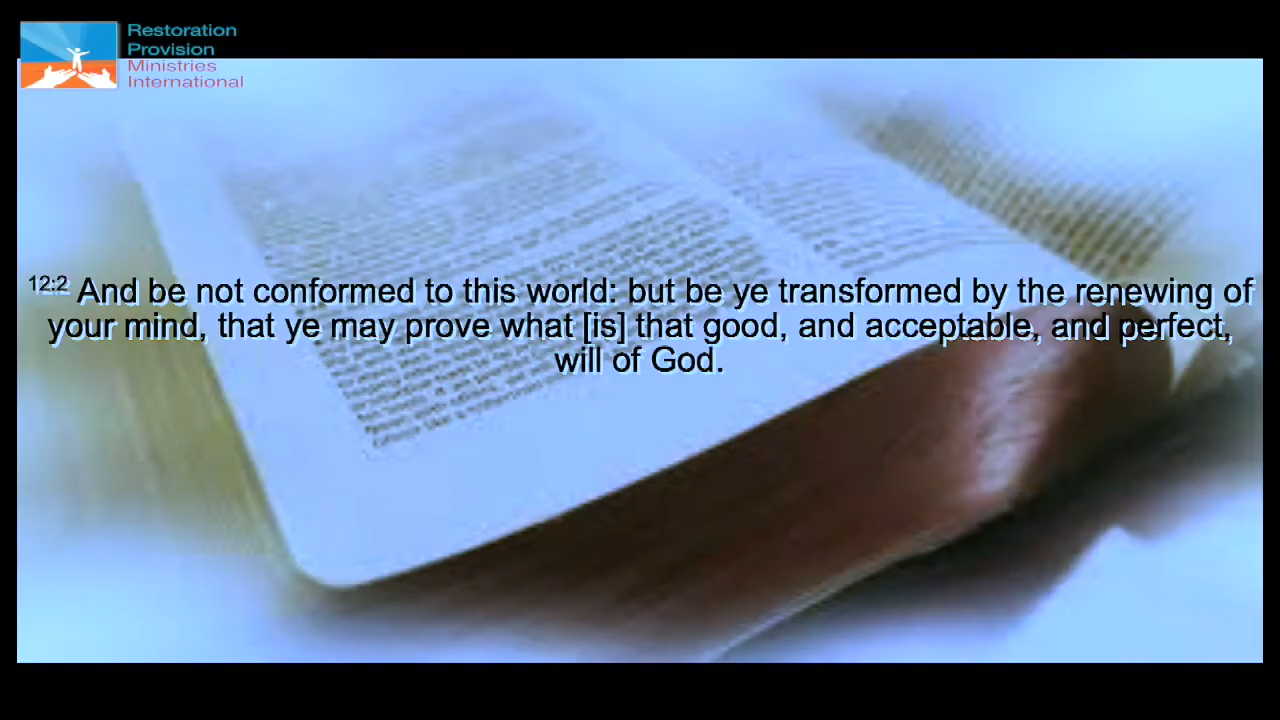 Restoration
Provision
Ministries
International
12:2 And be not conformed to this world: but be ye transformed by the renewing of
your mind, that ye may prove what [is] that good, and acceptable, and perfect,
will of God.